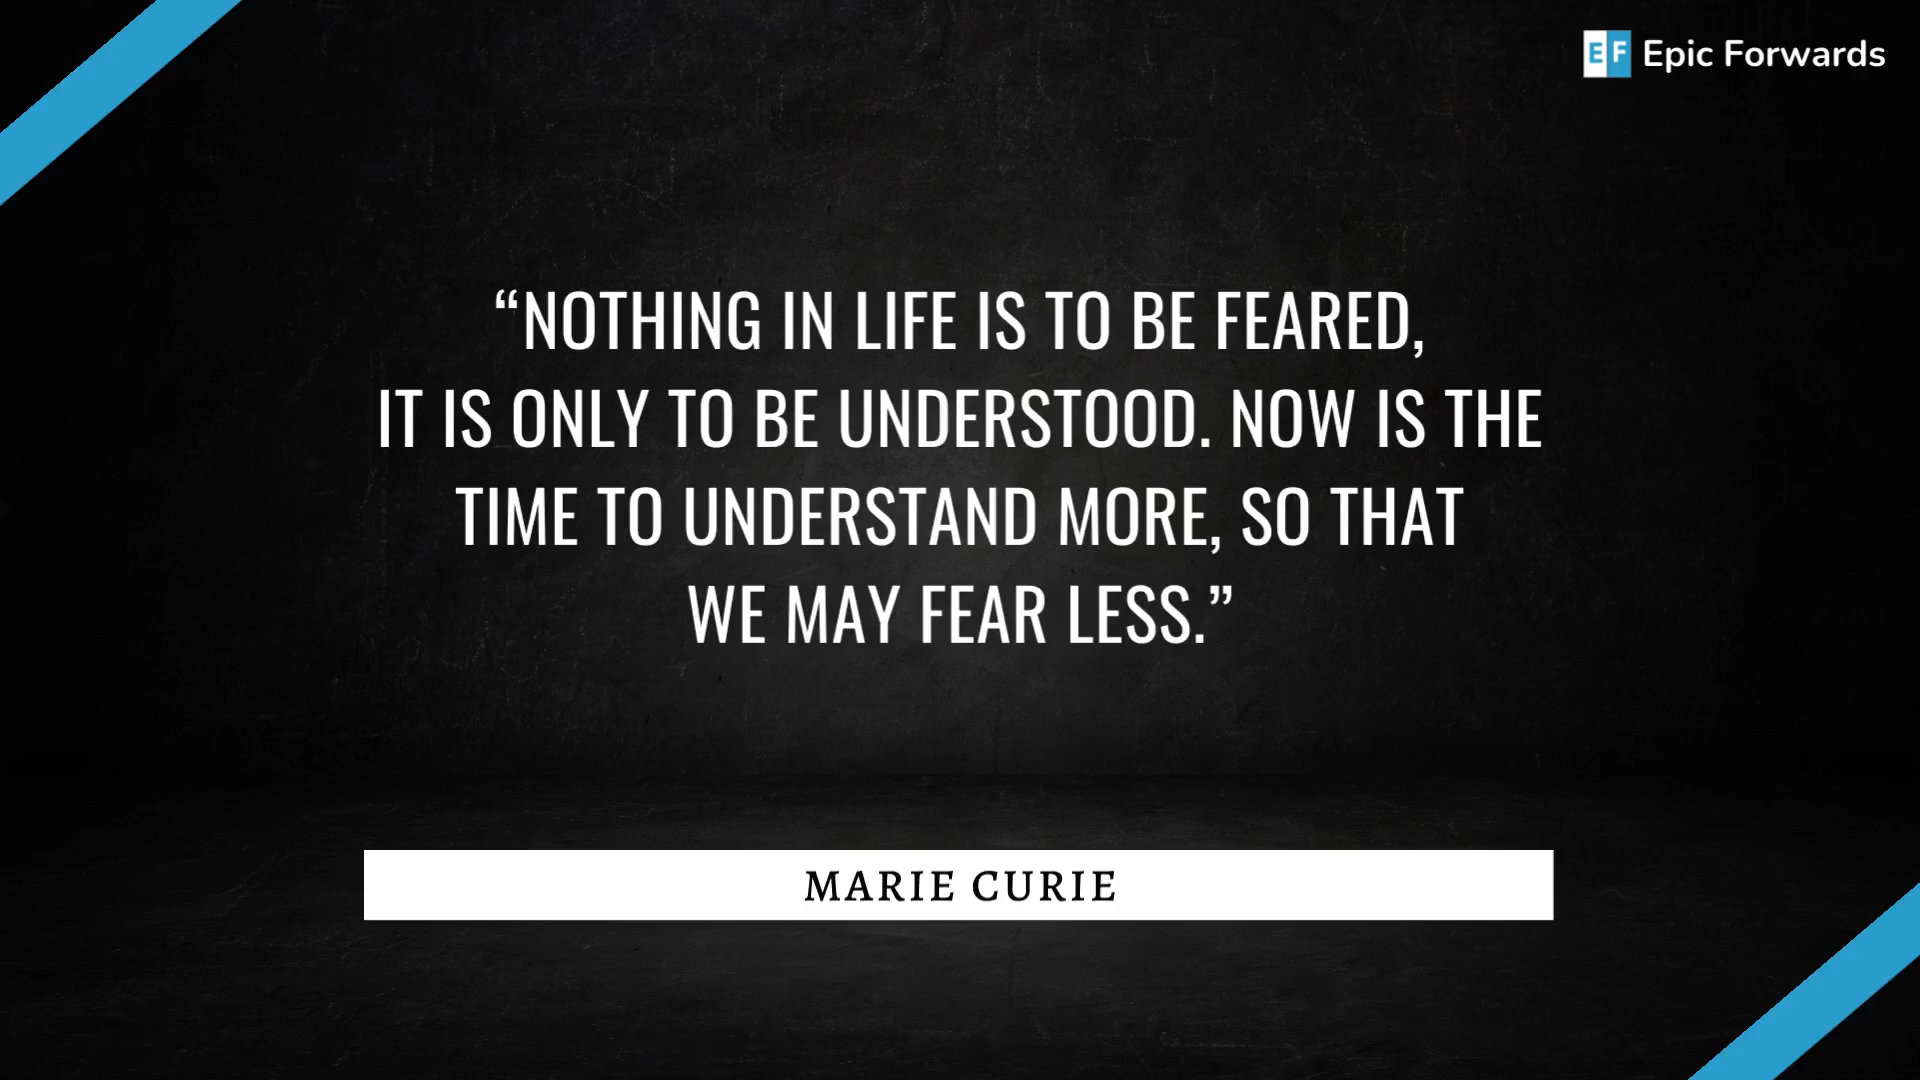 EF Epic Forwards
“NOTHING IN LIFE IS TO BE FEARED,
IT IS ONLY TO BE UNDERSTOOD. NOW IS THE
TIME TO UNDERSTAND MORE, SO THAT
WE MAY FEAR LESS.”
MARIE CURIE